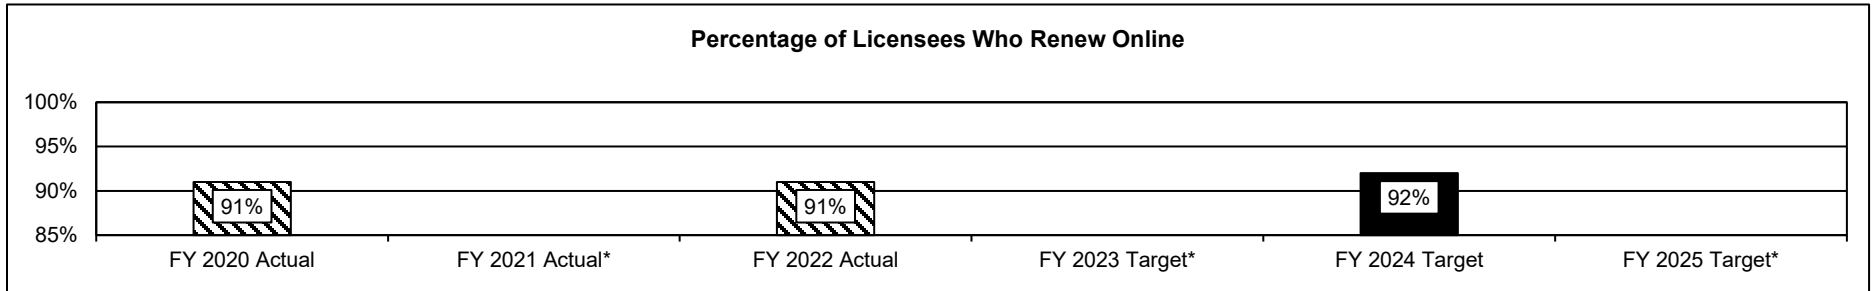 Percentage of Licensees Who Renew Online
100%
95%
90%
85%
91%
91%
92%
FY 2020 Actual
FY 2021 Actual*
FY 2022 Actual
FY 2023 Target*
FY 2024 Target
FY 2025 Target*